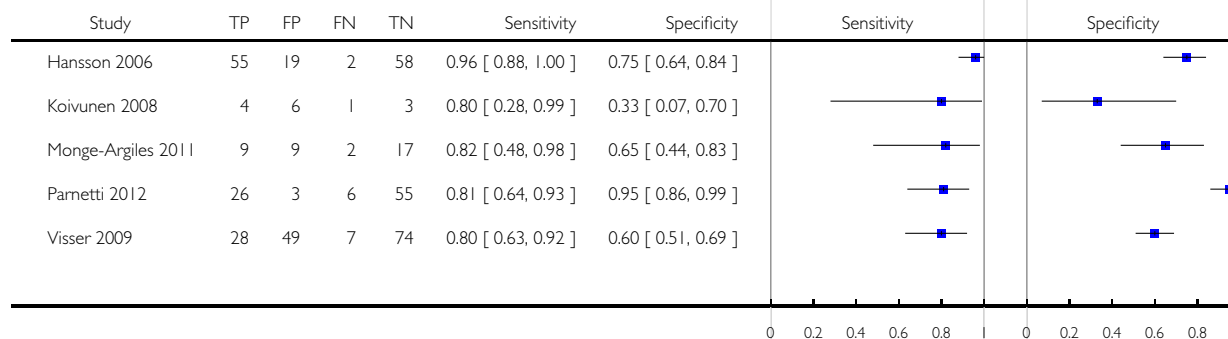 Study TP FP FN TN Sensitivity Specificity Sensitivity Specificity
Hansson 2006 55 19 2 58 0.96 [ 0.88, 1.00 ] 0.75 [ 0.64, 0.84 ]
Koivunen 2008 4 6 1 3 0.80 [ 0.28, 0.99 ] 0.33 [ 0.07, 0.70 ]
Monge-Argiles 2011 9 9 2 17 0.82 [ 0.48, 0.98 ] 0.65 [ 0.44, 0.83 ]
Parnetti 2012 26 3 6 55 0.81 [ 0.64, 0.93 ] 0.95 [ 0.86, 0.99 ]
Visser 2009 28 49 7 74 0.80 [ 0.63, 0.92 ] 0.60 [ 0.51, 0.69 ]
0 0.2 0.4 0.6 0.8 1 0 0.2 0.4 0.6 0.8